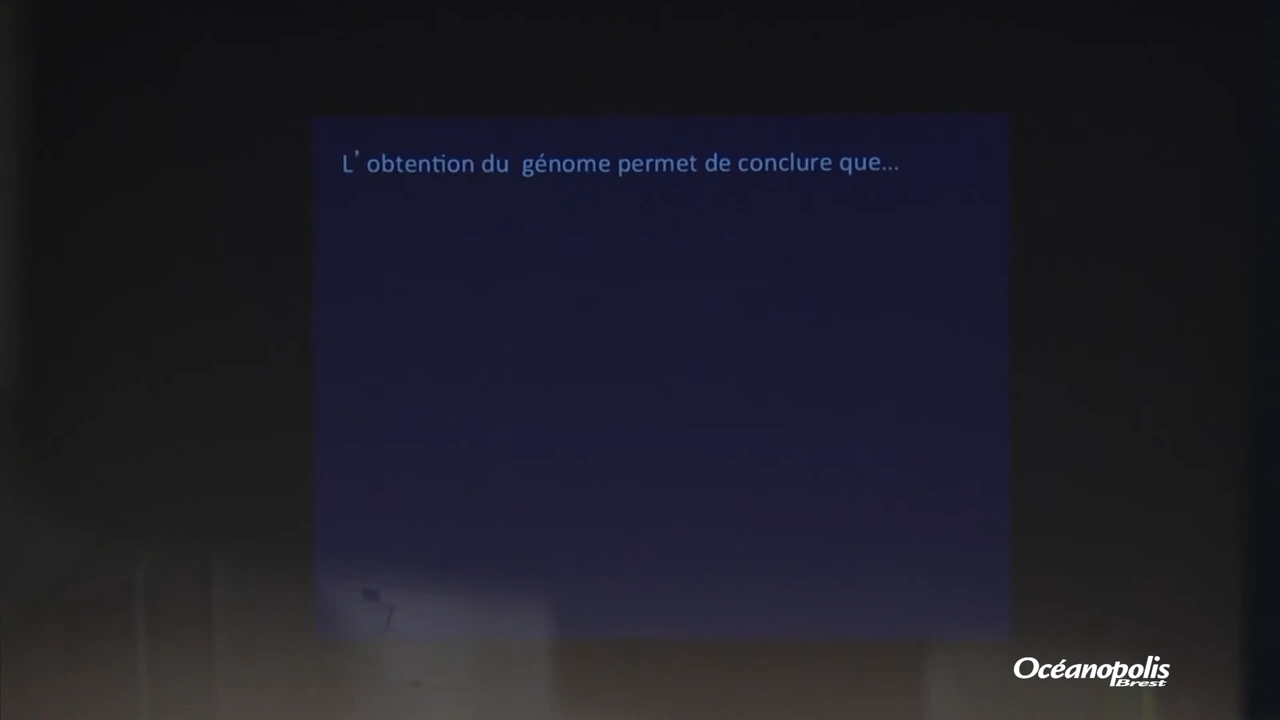 L’ obtention du génome permet de conclure que...
Océanopolis
Brest